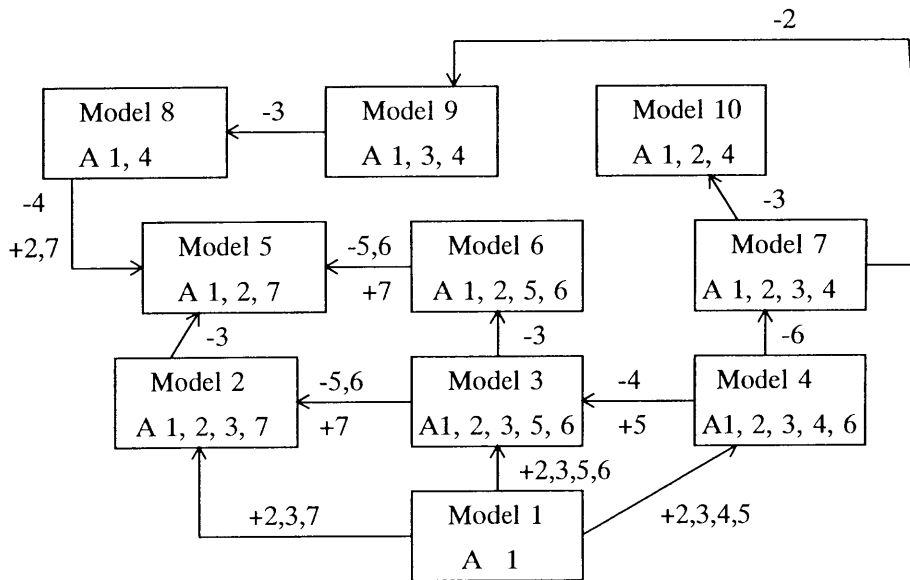 -2
Model 8
A 1, 4
-3
Model 9
A 1, 3, 4
Model 10
A 1, 2, 4
-4
+2,7
-3
Model 5
A 1, 2, 7
-5,6
+7
Model 6
A 1, 2, 5, 6
Model 7
A 1, 2, 3, 4
-3
-3
-6
Model 2
A 1, 2, 3, 7
-5,6
+7
Model 3
A1, 2, 3, 5, 6
-4
+5
Model 4
A1, 2, 3, 4, 6
+2,3,7
+2,3,5,6
+2,3,4,5
Model 1
A 1